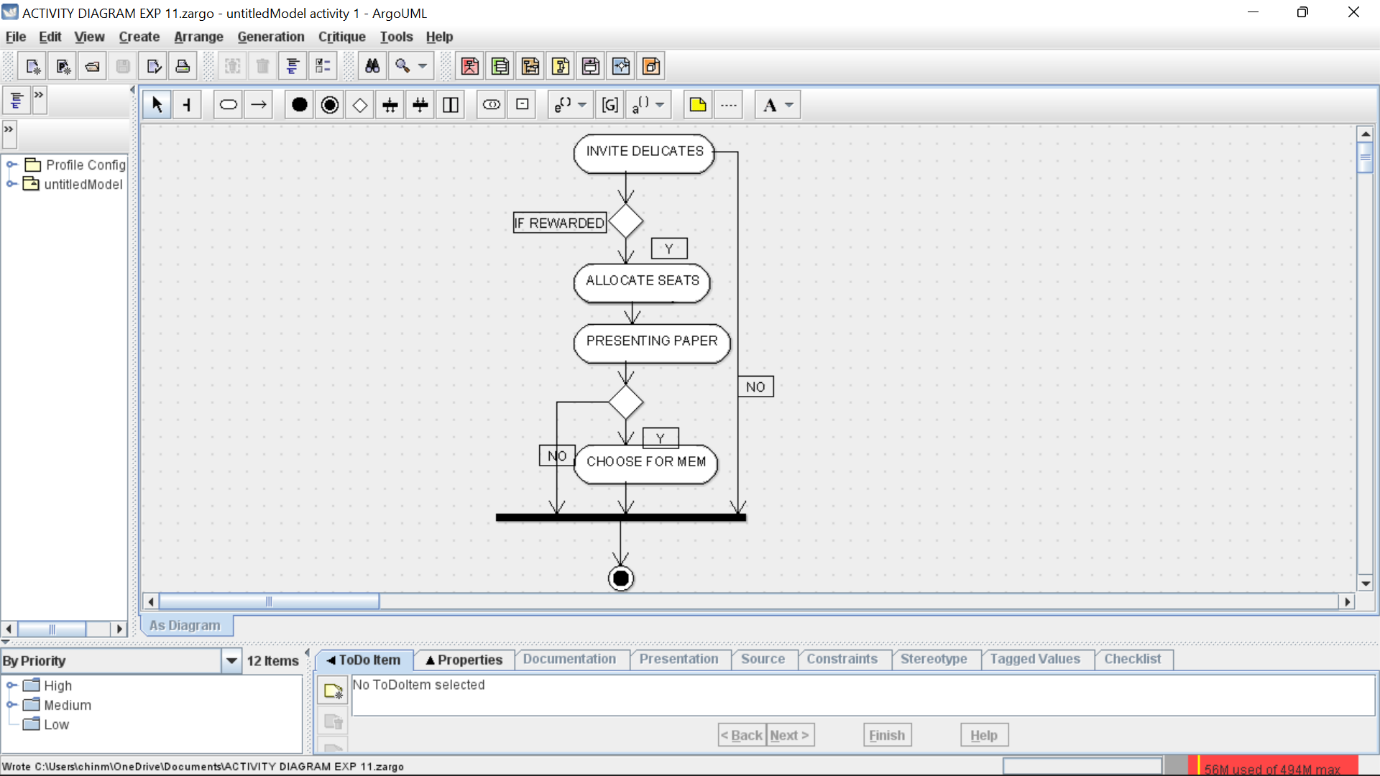 ACTIVITY DIAGRAM EXP 11.zargo - untitledModel activity 1 - ArgoUML
File Edit View Create Arrange Generation Critique Tools Help
e() [G] a() A
Profile Config
untitledModel
INVITE DELICATES
IF REWARDED
Y
ALLOCATE SEATS
PRESENTING PAPER
NO
Y
NO
CHOOSE FOR MEM
As Diagram
By Priority 12 Items
High
Medium
Low
ToDo Item Properties Documentation Presentation Source Constraints Stereotype Tagged Values Checklist
No ToDoItem selected
< Back Next > Finish Help
Wrote C:\Users\chinm\OneDrive\Documents\ACTIVITY DIAGRAM EXP 11.zargo
56M used of 494M max